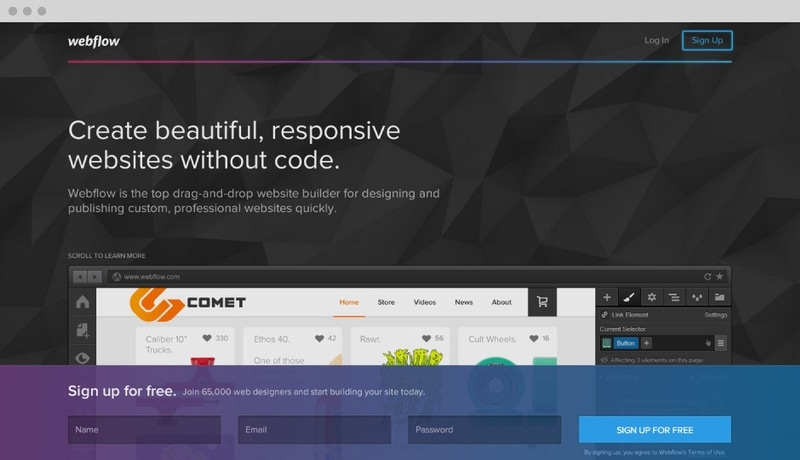 webflow
Log In
Sign Up
Create beautiful, responsive
websites without code.
Webflow is the top drag-and-drop website builder for designing and
publishing custom, professional websites quickly.
SCROLL TO LEARN MORE
www.webflow.com
COMET
Home
Store
Videos
News
About
Link Element
Settings
Current Selector:
Button
Affecting 3 elements on this page
Caliber 10"
Trucks.
330
Ethos 40.
42
One of those
Rawr.
56
Cult Wheels.
16
Sign up for free. Join 65,000 web designers and start building your site today.
Name
Email
Password
SIGN UP FOR FREE
By signing up, you agree to Webflow's Terms of Use.